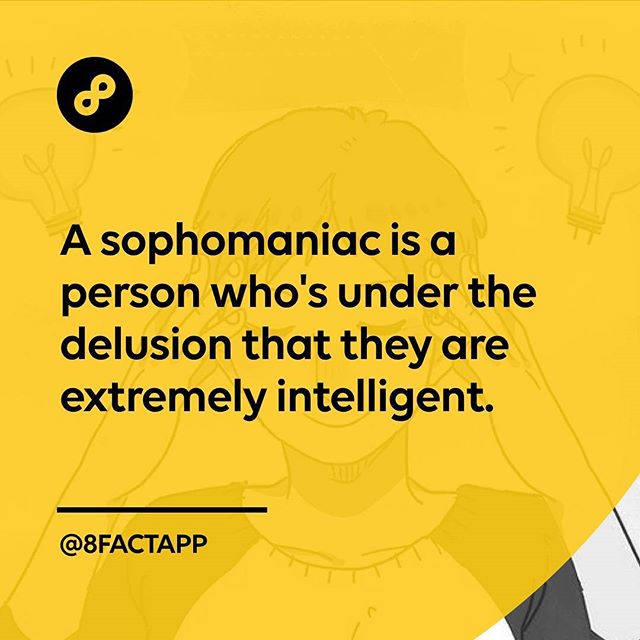 A sophomaniac is a
person who's under the
delusion that they are
extremely intelligent.
@8FACTAPP